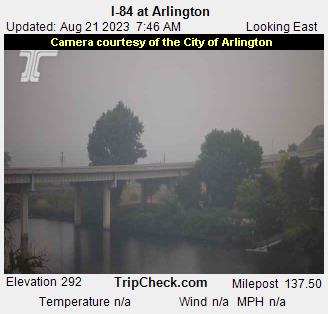 I-84 at Arlington
Updated: Aug 21 2023 7:46 AM Looking East
Camera courtesy of the City of Arlington
Elevation 292 TripCheck.com Milepost 137.50
Temperature n/a Wind n/a MPH n/a